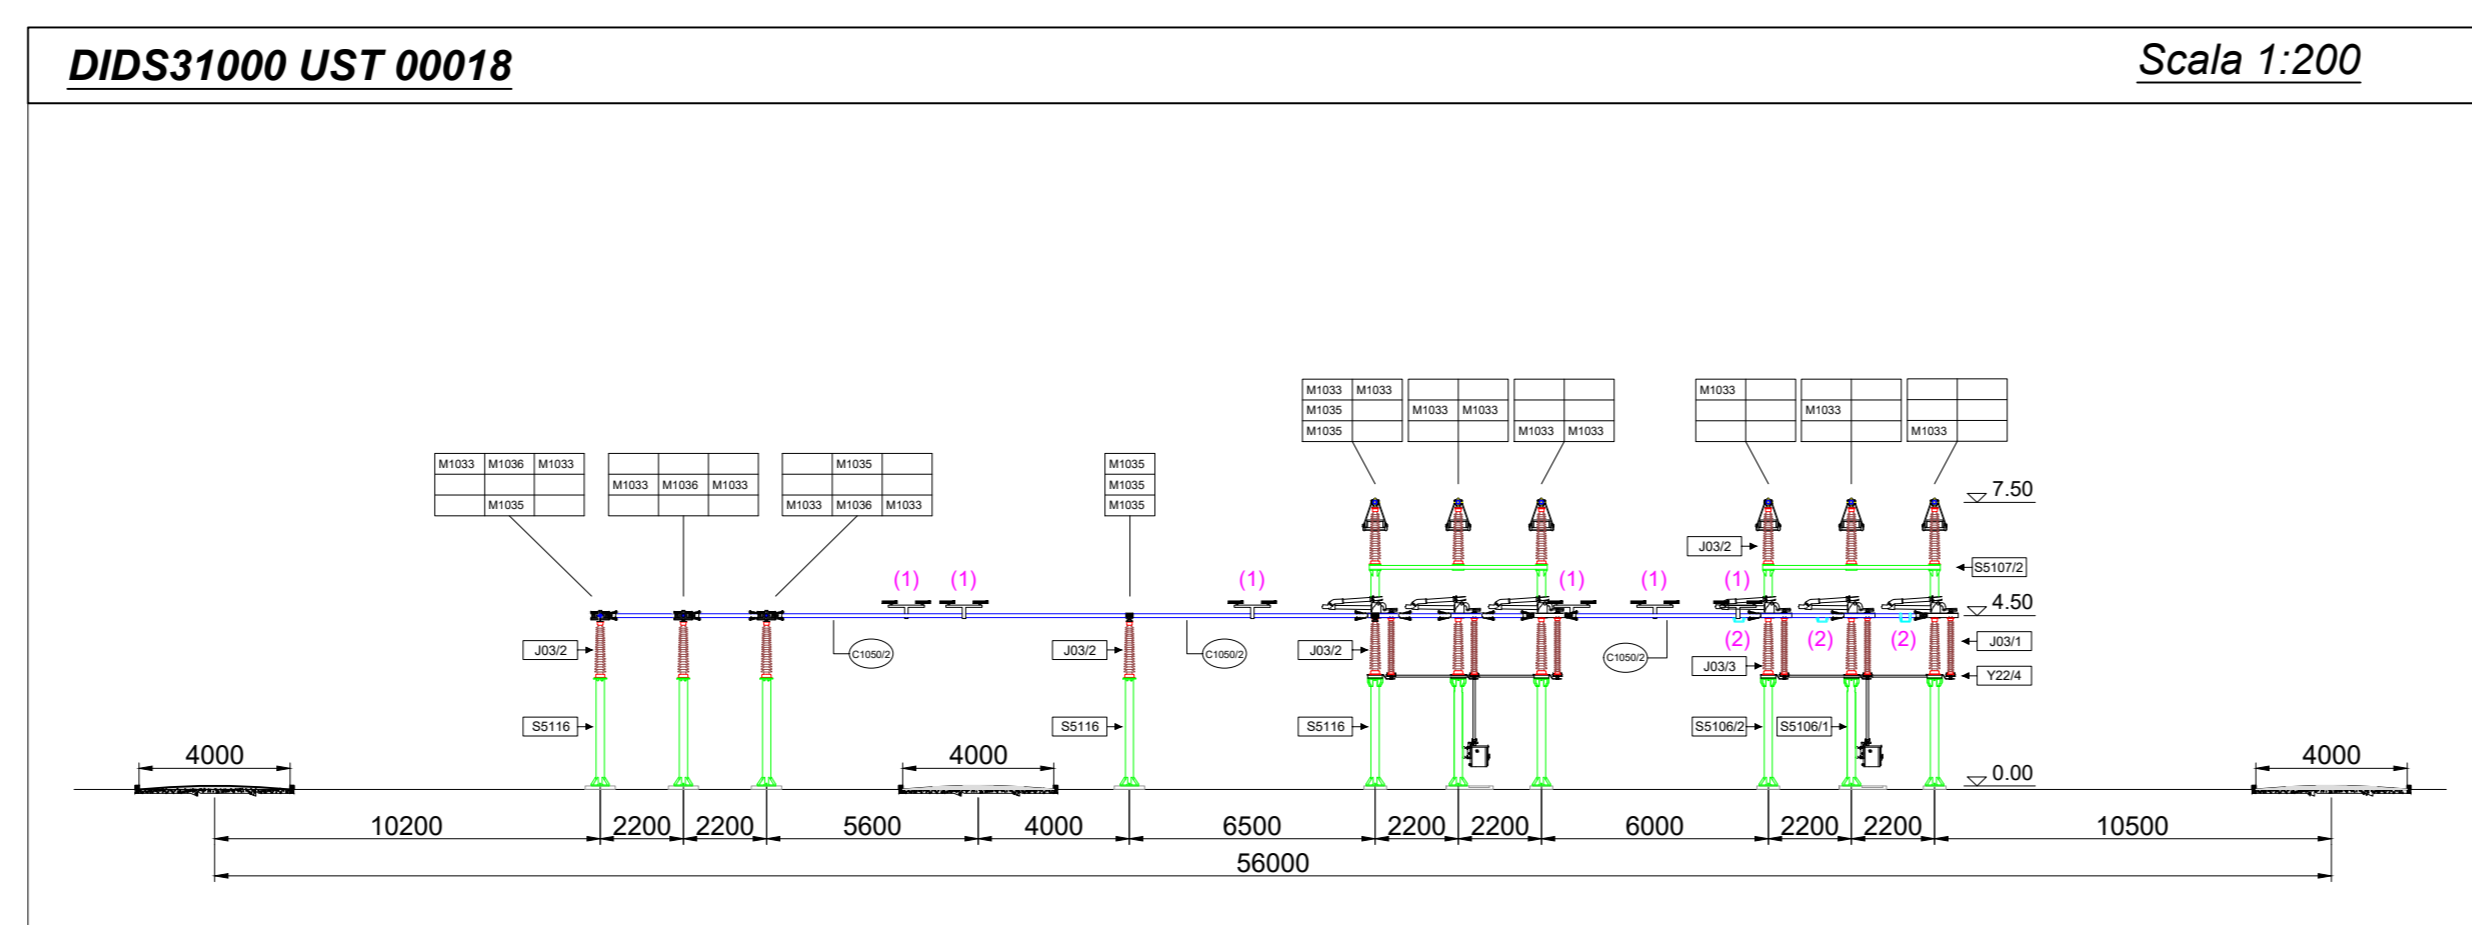 DIDS31000 UST 00018 Scala 1:200
M1033 M1033
M1035
M1035
M1033 M1033
M1033 M1033
M1033
M1033
M1033
M1033 M1036 M1033
M1035
M1033 M1036 M1033
M1035
M1033 M1036 M1033
M1035
M1035
M1035
7.50
J03/2
S5107/2
(1) (1) (1) (1) (1) (1)
4.50
(2) (2) (2)
J03/2 C1050/2 J03/2 C1050/2 J03/2 C1050/2 J03/3 J03/1
Y22/4
S5116 S5116 S5116 S5106/2 S5106/1
4000 4000 4000
0.00
10200 2200 2200 5600 4000 6500 2200 2200 6000 2200 2200 10500
56000